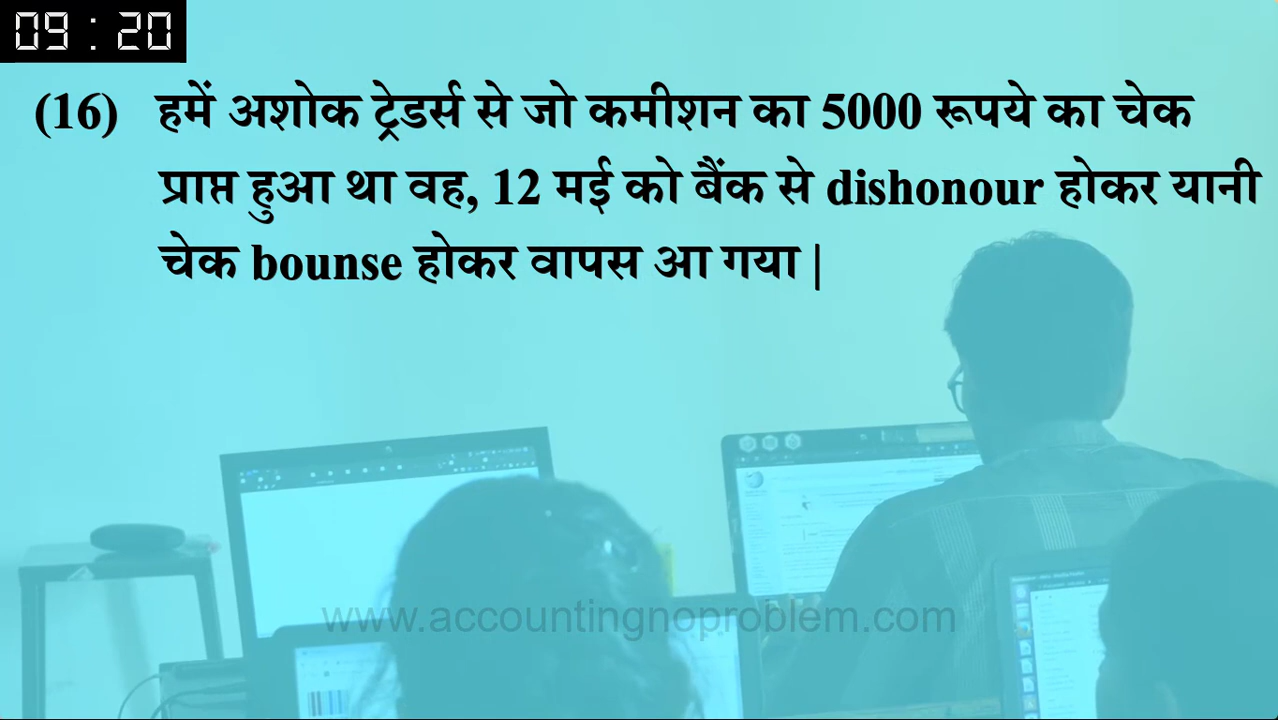 09:20
(16) हमें अशोक ट्रेडर्स से जो कमीशन का 5000 रूपये का चेक
प्राप्त हुआ था वह, 12 मई को बैंक से dishonour होकर यानी
चेक bounse होकर वापस आ गया |
www.accountingnoproblem.com